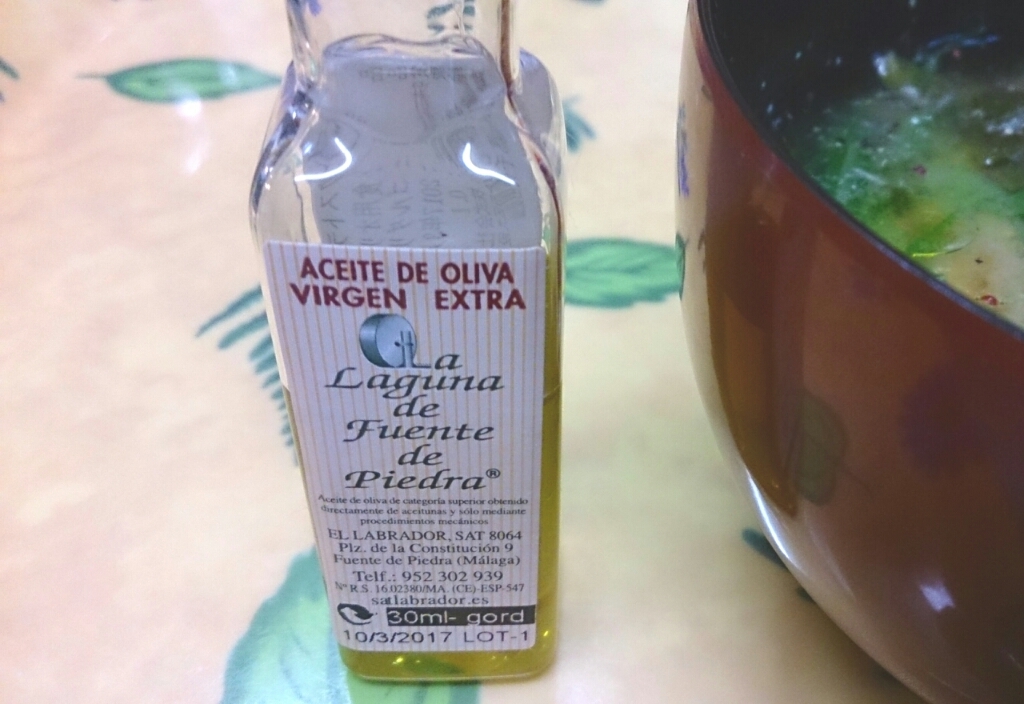 ACEITE DE OLIVA
VIRGEN EXTRA
La
Laguna
de
Fuente
de
Piedra®
Aceite de oliva de categoría superior obtenido
directamente de aceitunas y sólo mediante
procedimientos mecánicos
EL LABRADOR, SAT 8064
Plz. de la Constitución 9
Fuente de Piedra (Málaga)
Telf.: 952 302 939
Nº R.S. 16.02380/MA. (CE)-ESP-547
satlabrador.es
30ml- gord
10/3/2017 LOT-1